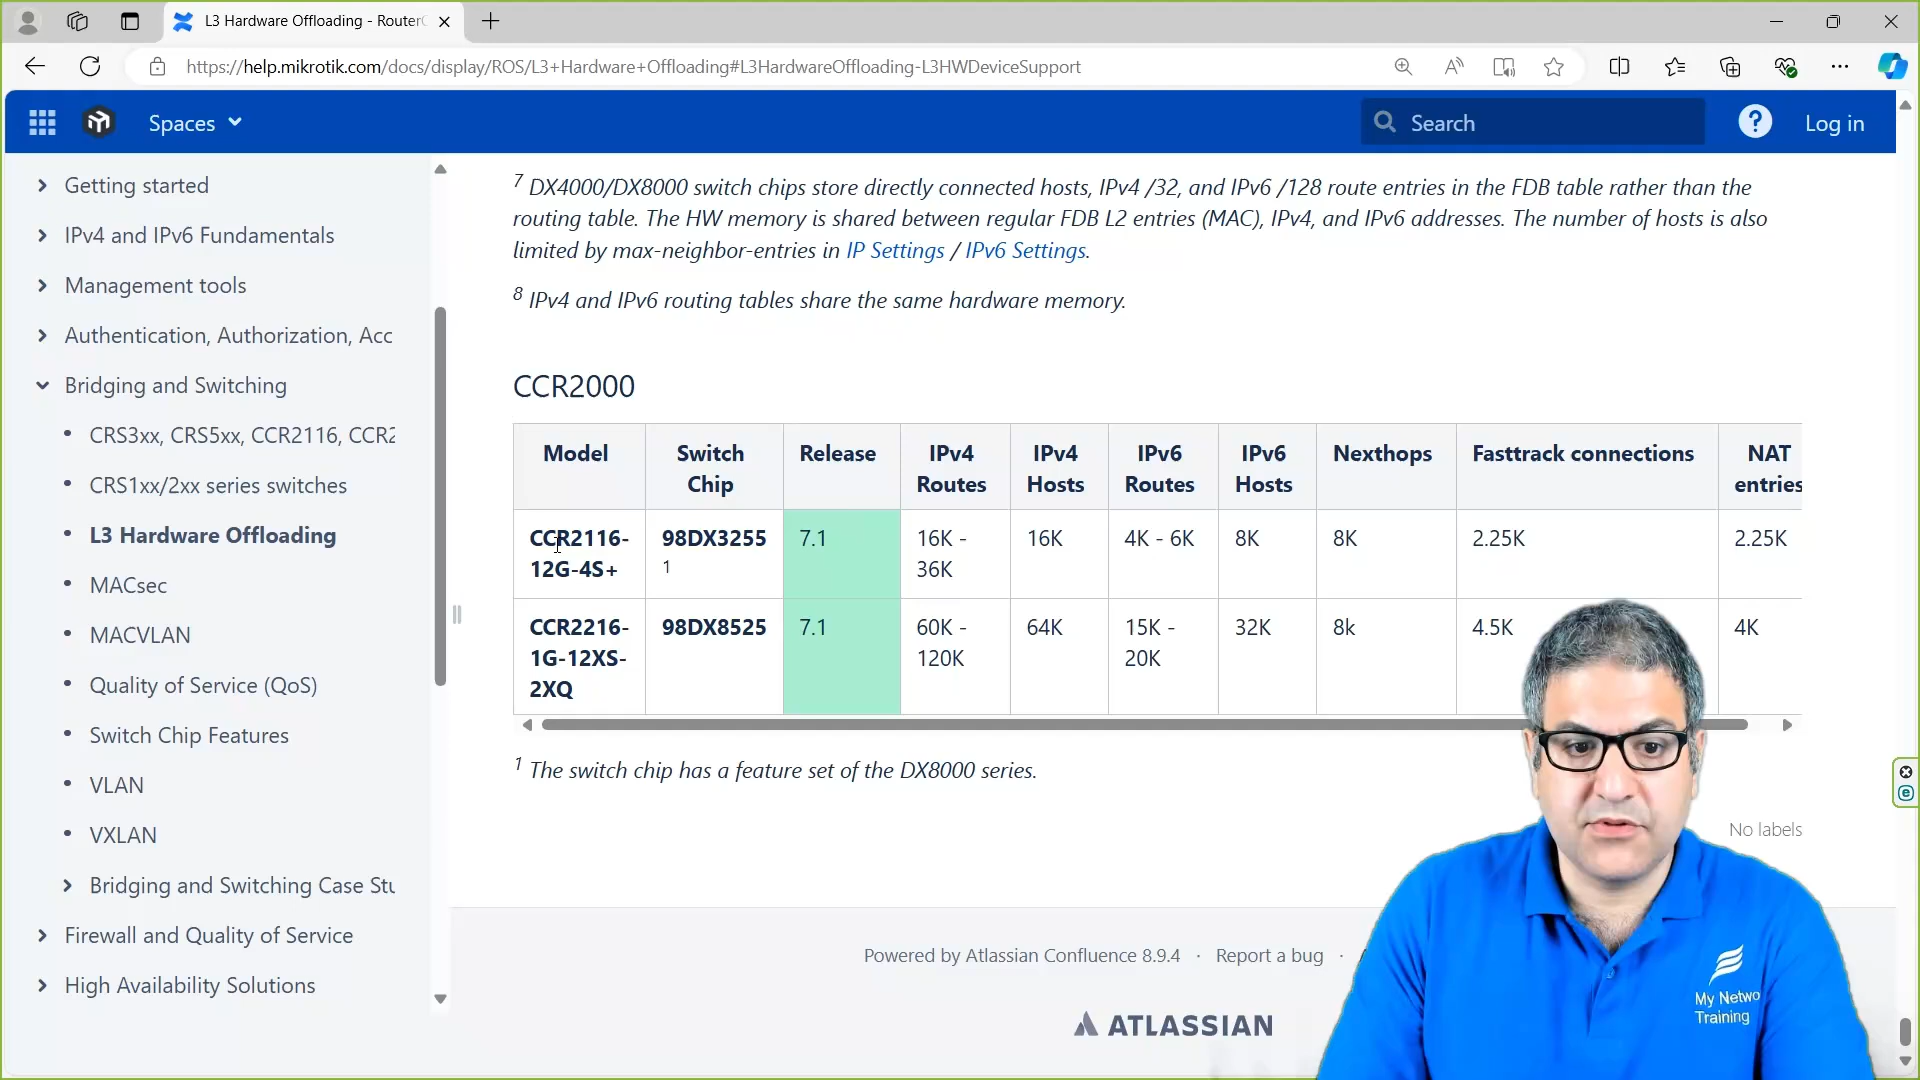 L3 Hardware Offloading - Router
https://help.mikrotik.com/docs/display/ROS/L3+Hardware+Offloading#L3HardwareOffloading-L3HWDeviceSupport
Spaces
Search
Log in
Getting started
IPv4 and IPv6 Fundamentals
Management tools
Authentication, Authorization, Acc
Bridging and Switching
CRS3xx, CRS5xx, CCR2116, CCR2
CRS1xx/2xx series switches
L3 Hardware Offloading
MACsec
MACVLAN
Quality of Service (QoS)
Switch Chip Features
VLAN
VXLAN
Bridging and Switching Case Stu
Firewall and Quality of Service
High Availability Solutions
7 DX4000/DX8000 switch chips store directly connected hosts, IPv4 /32, and IPv6 /128 route entries in the FDB table rather than the
routing table. The HW memory is shared between regular FDB L2 entries (MAC), IPv4, and IPv6 addresses. The number of hosts is also
limited by max-neighbor-entries in IP Settings / IPv6 Settings.
8 IPv4 and IPv6 routing tables share the same hardware memory.
CCR2000
Model Switch Chip Release IPv4 Routes IPv4 Hosts IPv6 Routes IPv6 Hosts Nexthops Fasttrack connections NAT entries
CCR2116-12G-4S+ 98DX3255 1 7.1 16K - 36K 16K 4K - 6K 8K 8K 2.25K 2.25K
CCR2216-1G-12XS-2XQ 98DX8525 7.1 60K - 120K 64K 15K - 20K 32K 8k 4.5K 4K
1 The switch chip has a feature set of the DX8000 series.
No labels
Powered by Atlassian Confluence 8.9.4 · Report a bug ·
ATLASSIAN
My Netwo
Training